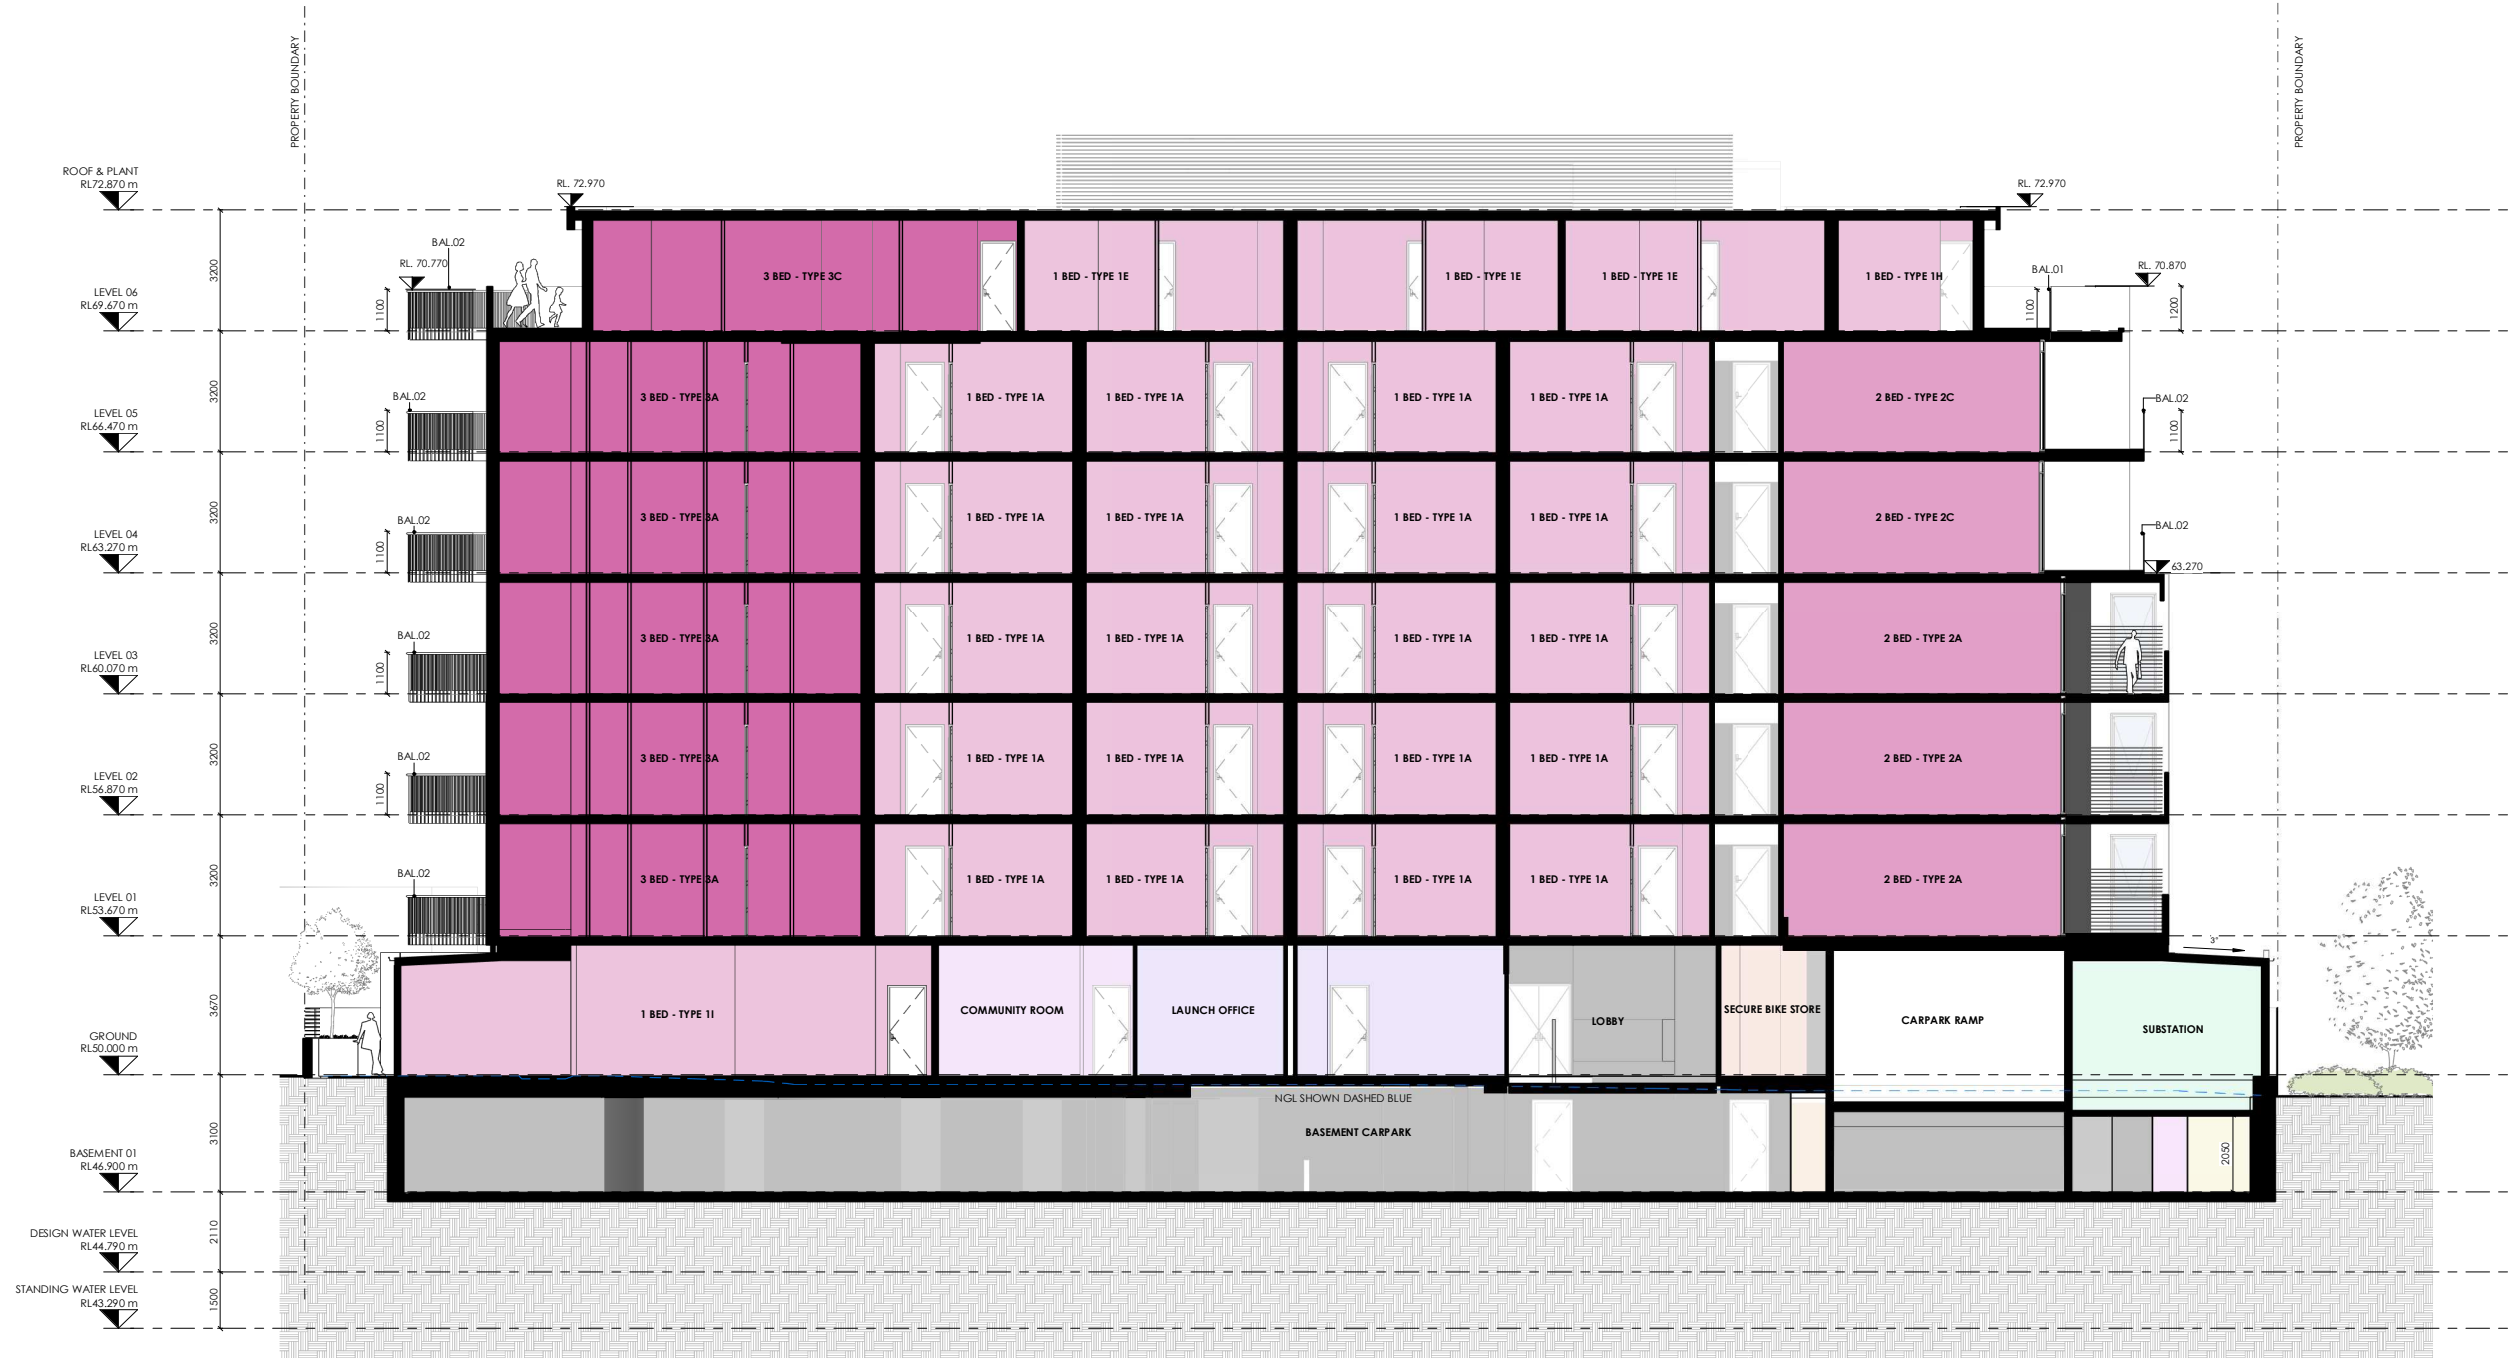 PROPERTY BOUNDARY
PROPERTY BOUNDARY
ROOF & PLANT
RL72.870 m
RL. 72.970
RL. 72.970
3200
BAL.02
RL. 70.770
3 BED - TYPE 3C
1 BED - TYPE 1E
1 BED - TYPE 1E
1 BED - TYPE 1E
1 BED - TYPE 1H
BAL.01
RL. 70.870
LEVEL 06
RL69.670 m
1100
1100
1200
3200
BAL.02
3 BED - TYPE 3A
1 BED - TYPE 1A
1 BED - TYPE 1A
1 BED - TYPE 1A
1 BED - TYPE 1A
2 BED - TYPE 2C
BAL.02
LEVEL 05
RL66.470 m
1100
1100
3200
BAL.02
3 BED - TYPE 3A
1 BED - TYPE 1A
1 BED - TYPE 1A
1 BED - TYPE 1A
1 BED - TYPE 1A
2 BED - TYPE 2C
BAL.02
LEVEL 04
RL63.270 m
1100
63.270
3200
BAL.02
3 BED - TYPE 3A
1 BED - TYPE 1A
1 BED - TYPE 1A
1 BED - TYPE 1A
1 BED - TYPE 1A
2 BED - TYPE 2A
LEVEL 03
RL60.070 m
1100
3200
BAL.02
3 BED - TYPE 3A
1 BED - TYPE 1A
1 BED - TYPE 1A
1 BED - TYPE 1A
1 BED - TYPE 1A
2 BED - TYPE 2A
LEVEL 02
RL56.870 m
1100
3200
BAL.02
3 BED - TYPE 3A
1 BED - TYPE 1A
1 BED - TYPE 1A
1 BED - TYPE 1A
1 BED - TYPE 1A
2 BED - TYPE 2A
LEVEL 01
RL53.670 m
3°
3670
1 BED - TYPE 1I
COMMUNITY ROOM
LAUNCH OFFICE
LOBBY
SECURE BIKE STORE
CARPARK RAMP
SUBSTATION
GROUND
RL50.000 m
NGL SHOWN DASHED BLUE
3100
BASEMENT CARPARK
2050
BASEMENT 01
RL46.900 m
2110
DESIGN WATER LEVEL
RL44.790 m
1500
STANDING WATER LEVEL
RL43.290 m